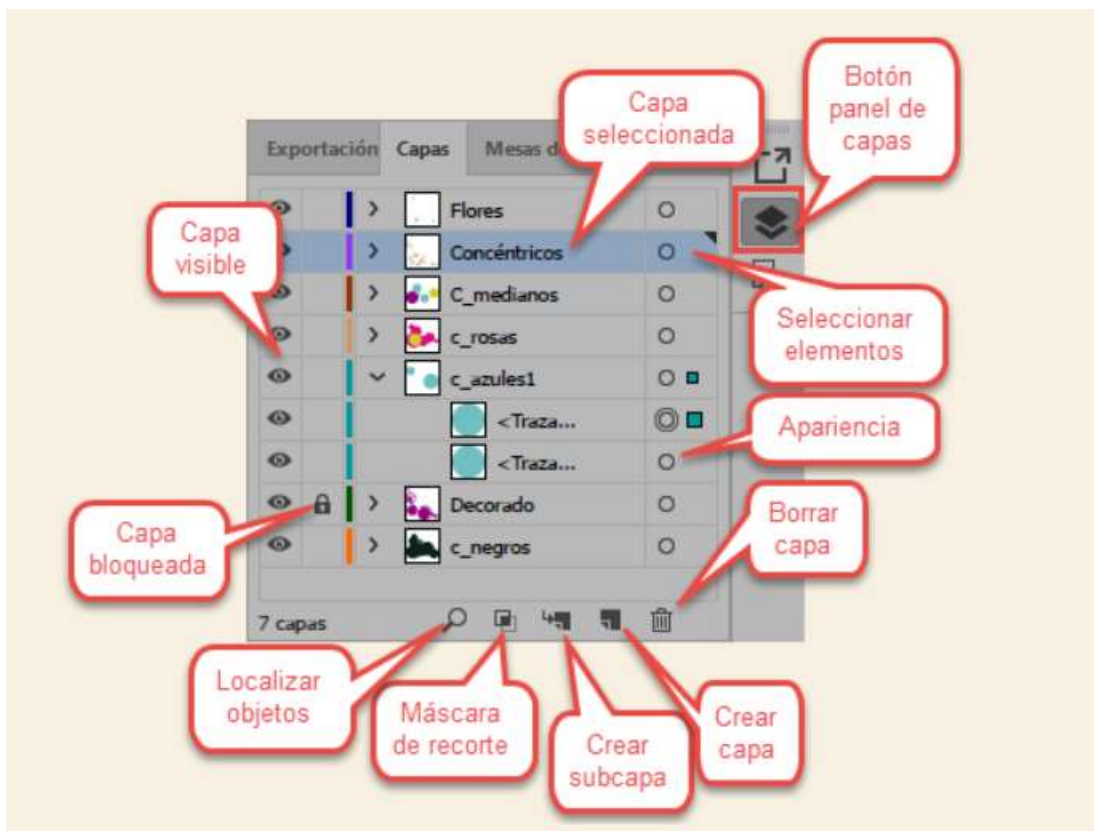 Botón
panel de
capas
Capa
seleccionada
Exportación Capas Mesas d
Capa
visible
Flores
Concéntricos
C_medianos
Seleccionar
elementos
c_rosas
c_azules1
<Traza...
Apariencia
<Traza...
Capa
bloqueada
Decorado
Borrar
capa
c_negros
7 capas
Localizar
objetos
Máscara
de recorte
Crear
subcapa
Crear
capa